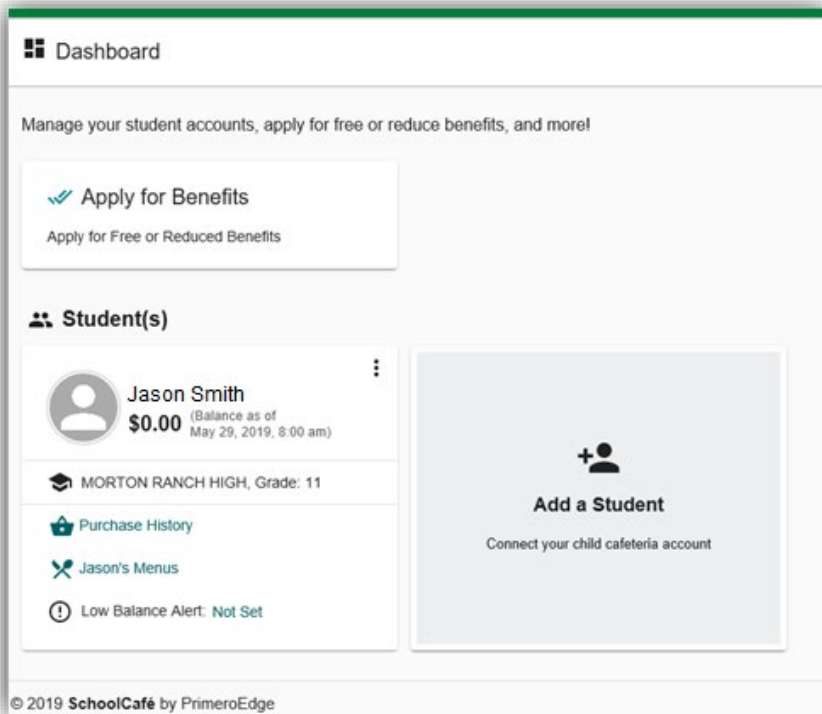 Dashboard
Manage your student accounts, apply for free or reduce benefits, and more!
Apply for Benefits
Apply for Free or Reduced Benefits
Student(s)
Jason Smith
$0.00 (Balance as of
May 29, 2019, 8:00 am)
MORTON RANCH HIGH, Grade: 11
Purchase History
Jason's Menus
Low Balance Alert: Not Set
Add a Student
Connect your child cafeteria account
© 2019 SchoolCafé by PrimeroEdge